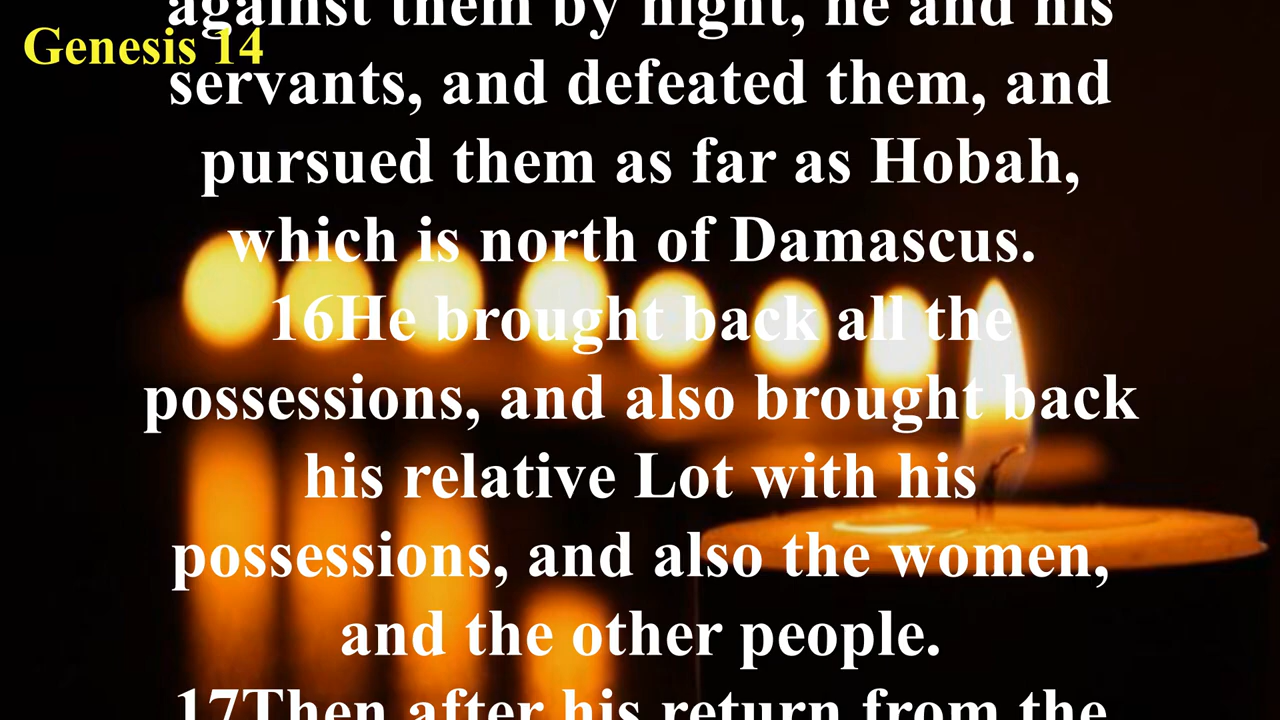 against them by night, he and his
Genesis 14
servants, and defeated them, and
pursued them as far as Hobah,
which is north of Damascus.
16He brought back all the
possessions, and also brought back
his relative Lot with his
possessions, and also the women,
and the other people.
17Then after his return from the